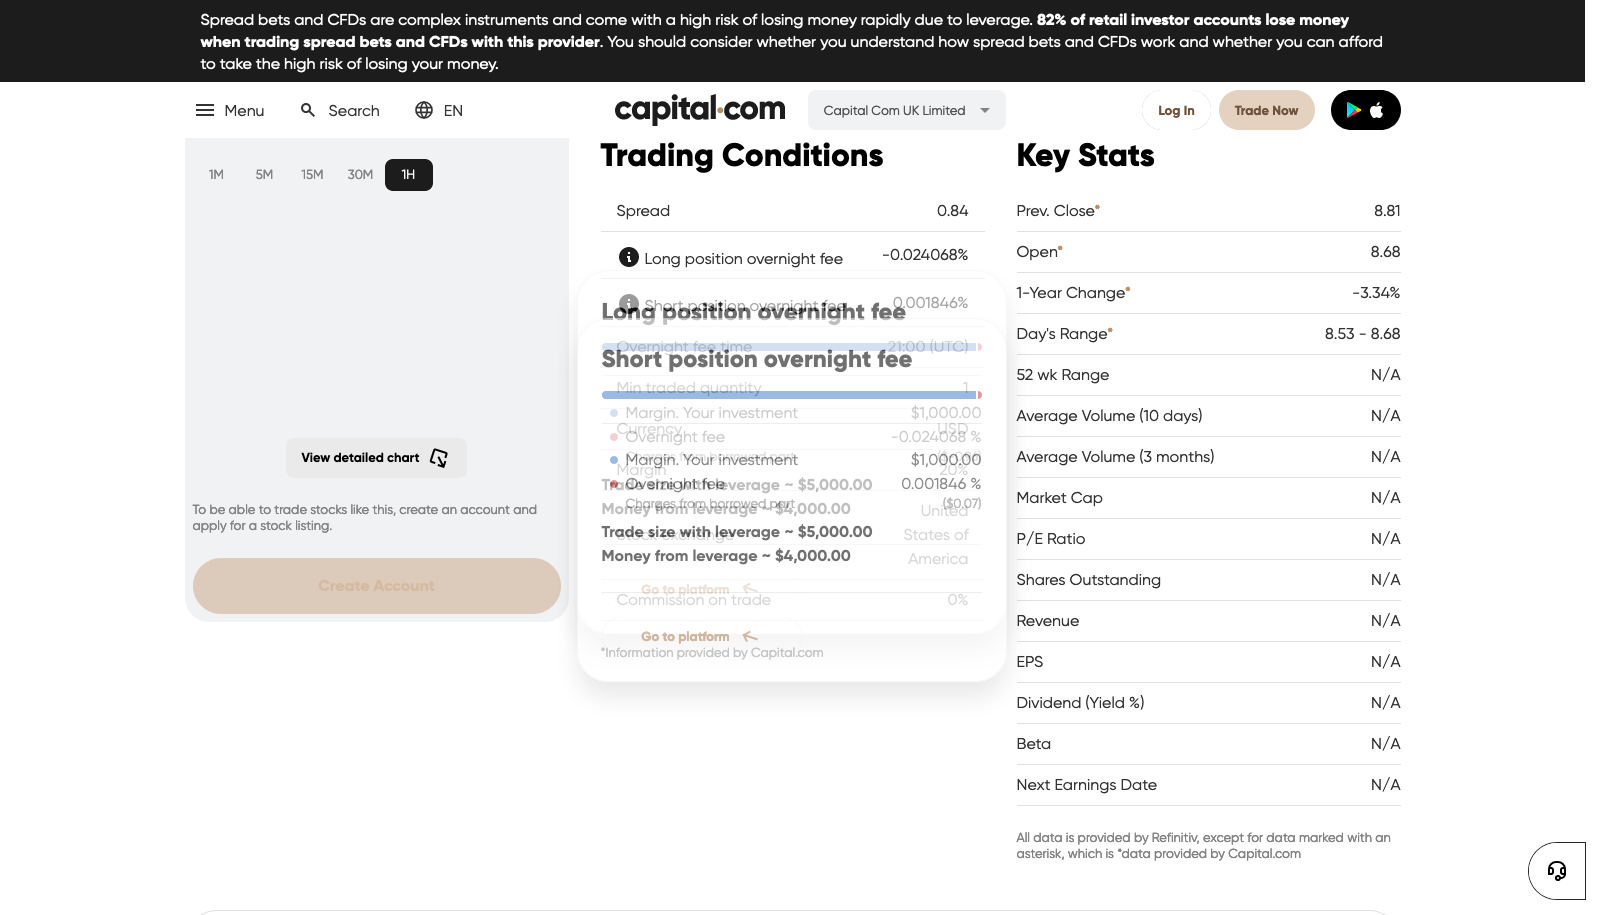 Spread bets and CFDs are complex instruments and come with a high risk of losing money rapidly due to leverage. 82% of retail investor accounts lose money
when trading spread bets and CFDs with this provider. You should consider whether you understand how spread bets and CFDs work and whether you can afford
to take the high risk of losing your money.
Menu
Search
EN
capital.com
Capital Com UK Limited
Log In
Trade Now
1M
5M
15M
30M
1H
View detailed chart
To be able to trade stocks like this, create an account and
apply for a stock listing.
Create Account
Trading Conditions
Spread 0.84
Long position overnight fee -0.024068%
Short position overnight fee 0.001846%
Long position overnight fee
Overnight fee time 21:00 (UTC)
Short position overnight fee
Min traded quantity 1
Margin. Your investment $1,000.00
Currency USD
Overnight fee -0.024068 %
Charges from borrowed part
Margin. Your investment $1,000.00
Margin 20%
Overnight fee 0.001846 %
Trade size with leverage ~ $5,000.00
Charges from borrowed part ($0.07)
Money from leverage ~ $4,000.00
United
States of
America
Stock exchange
Trade size with leverage ~ $5,000.00
Money from leverage ~ $4,000.00
Go to platform
Commission on trade 0%
Go to platform
*Information provided by Capital.com
Key Stats
Prev. Close* 8.81
Open* 8.68
1-Year Change* -3.34%
Day's Range* 8.53 - 8.68
52 wk Range N/A
Average Volume (10 days) N/A
Average Volume (3 months) N/A
Market Cap N/A
P/E Ratio N/A
Shares Outstanding N/A
Revenue N/A
EPS N/A
Dividend (Yield %) N/A
Beta N/A
Next Earnings Date N/A
All data is provided by Refinitiv, except for data marked with an
asterisk, which is *data provided by Capital.com